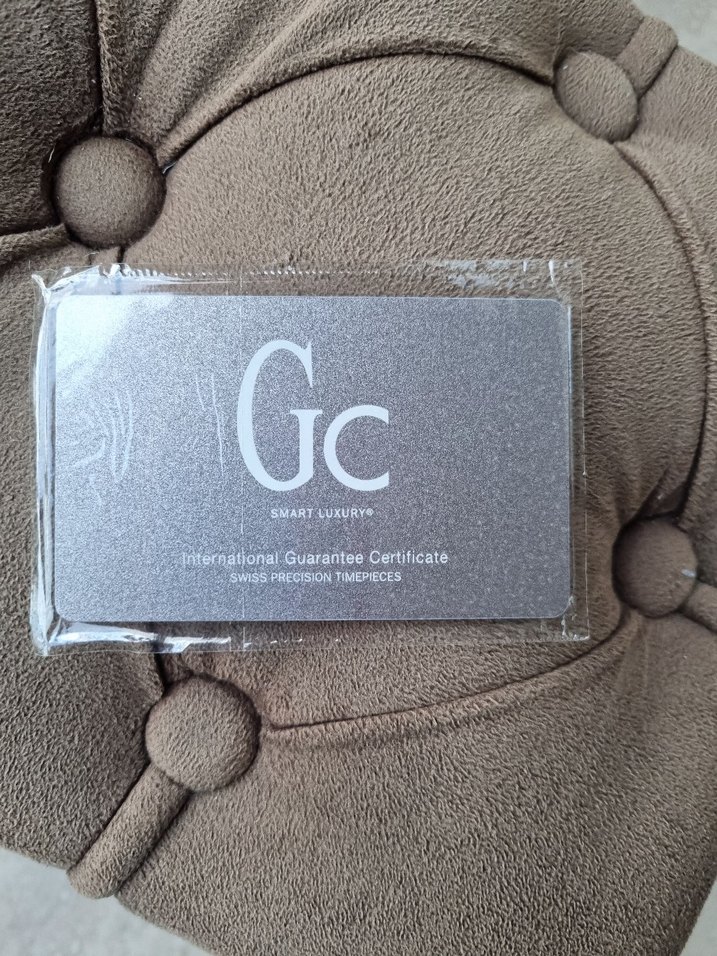 Gc
SMART LUXURY®
International Guarantee Certificate
SWISS PRECISION TIMEPIECES